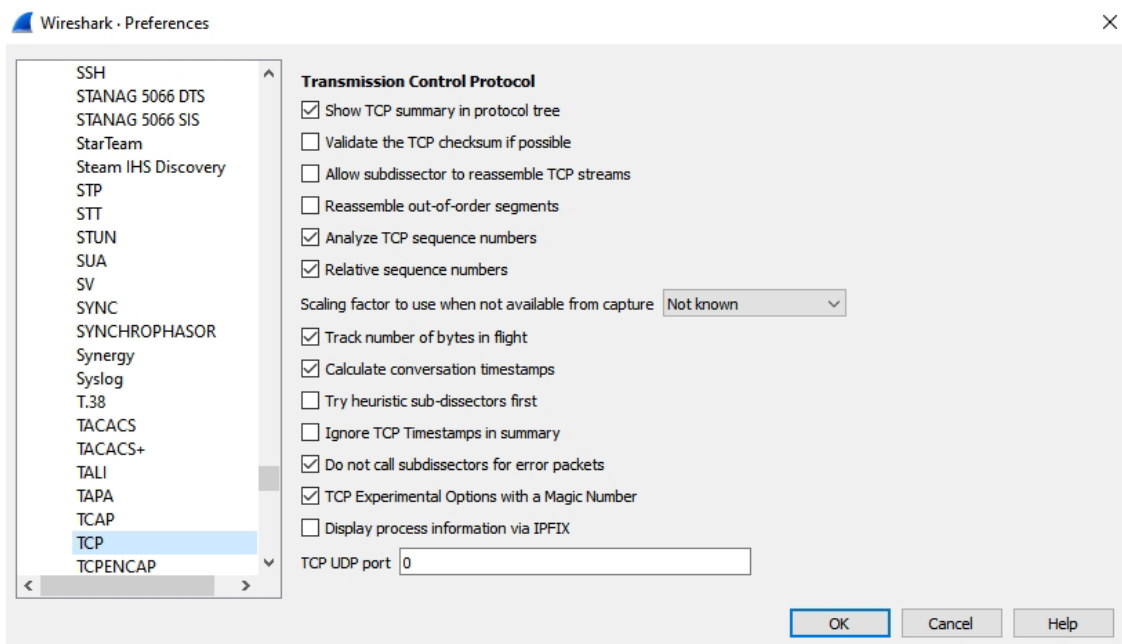 Wireshark · Preferences
SSH
STANAG 5066 DTS
STANAG 5066 SIS
StarTeam
Steam IHS Discovery
STP
STT
STUN
SUA
SV
SYNC
SYNCHROPHASOR
Synergy
Syslog
T.38
TACACS
TACACS+
TALI
TAPA
TCAP
TCP
TCPENCAP
Transmission Control Protocol
Show TCP summary in protocol tree
Validate the TCP checksum if possible
Allow subdissector to reassemble TCP streams
Reassemble out-of-order segments
Analyze TCP sequence numbers
Relative sequence numbers
Scaling factor to use when not available from capture Not known
Track number of bytes in flight
Calculate conversation timestamps
Try heuristic sub-dissectors first
Ignore TCP Timestamps in summary
Do not call subdissectors for error packets
TCP Experimental Options with a Magic Number
Display process information via IPFIX
TCP UDP port 0
OK Cancel Help